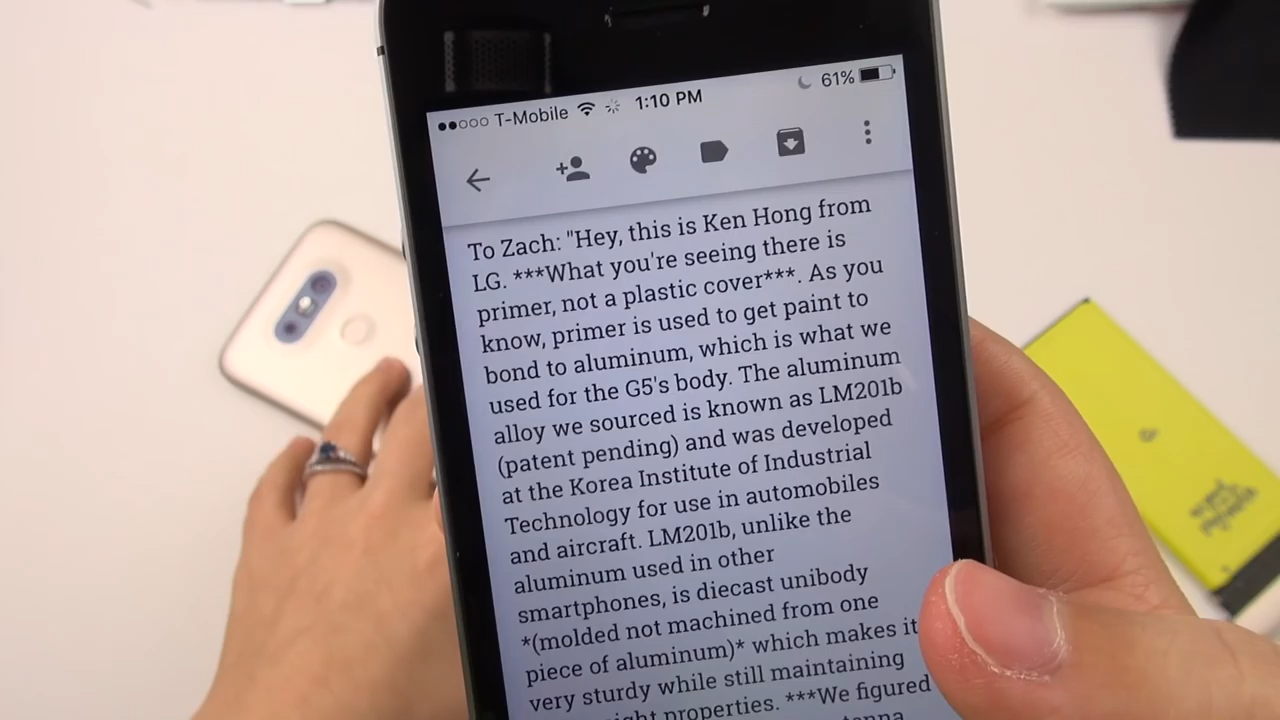 T-Mobile 1:10 PM 61%
To Zach: "Hey, this is Ken Hong from
LG. ***What you're seeing there is
primer, not a plastic cover***. As you
know, primer is used to get paint to
bond to aluminum, which is what we
used for the G5's body. The aluminum
alloy we sourced is known as LM201b
(patent pending) and was developed
at the Korea Institute of Industrial
Technology for use in automobiles
and aircraft. LM201b, unlike the
aluminum used in other
smartphones, is diecast unibody
*(molded not machined from one
piece of aluminum)* which makes it
very sturdy while still maintaining
properties. ***We figured